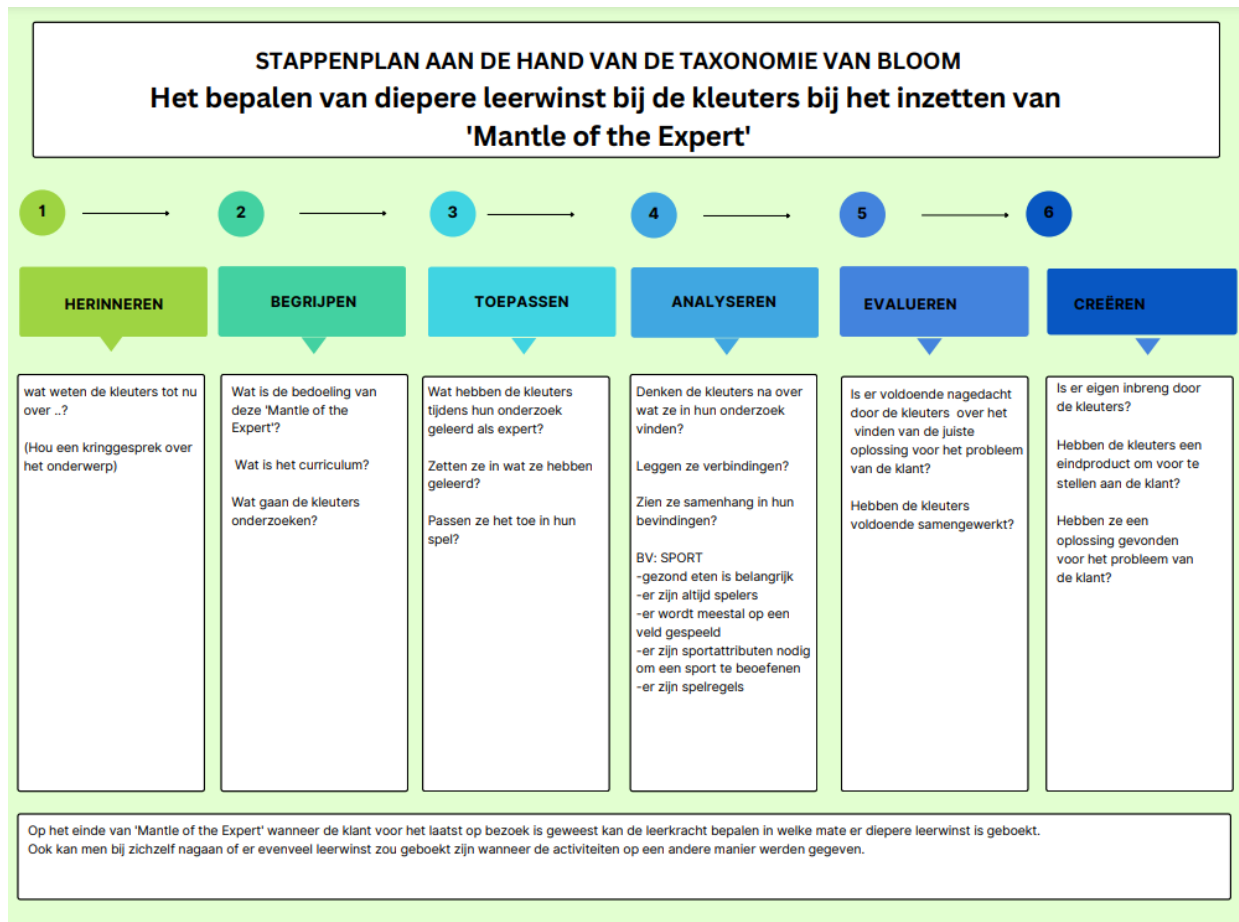 STAPPENPLAN AAN DE HAND VAN DE TAXONOMIE VAN BLOOM
Het bepalen van diepere leerwinst bij de kleuters bij het inzetten van
'Mantle of the Expert'
1
2
3
4
5
6
HERINNEREN
BEGRIJPEN
TOEPASSEN
ANALYSEREN
EVALUEREN
CREËREN
wat weten de kleuters tot nu
over ..?
(Hou een kringgesprek over
het onderwerp)
Wat is de bedoeling van
deze 'Mantle of the
Expert'?
Wat is het curriculum?
Wat gaan de kleuters
onderzoeken?
Wat hebben de kleuters
tijdens hun onderzoek
geleerd als expert?
Zetten ze in wat ze hebben
geleerd?
Passen ze het toe in hun
spel?
Denken de kleuters na over
wat ze in hun onderzoek
vinden?
Leggen ze verbindingen?
Zien ze samenhang in hun
bevindingen?
BV: SPORT
-gezond eten is belangrijk
-er zijn altijd spelers
-er wordt meestal op een
veld gespeeld
-er zijn sportattributen nodig
om een sport te beoefenen
-er zijn spelregels
Is er voldoende nagedacht
door de kleuters over het
vinden van de juiste
oplossing voor het probleem
van de klant?
Hebben de kleuters
voldoende samengewerkt?
Is er eigen inbreng door
de kleuters?
Hebben de kleuters een
eindproduct om voor te
stellen aan de klant?
Hebben ze een
oplossing gevonden
voor het probleem van
de klant?
Op het einde van 'Mantle of the Expert' wanneer de klant voor het laatst op bezoek is geweest kan de leerkracht bepalen in welke mate er diepere leerwinst is geboekt.
Ook kan men bij zichzelf nagaan of er evenveel leerwinst zou geboekt zijn wanneer de activiteiten op een andere manier werden gegeven.